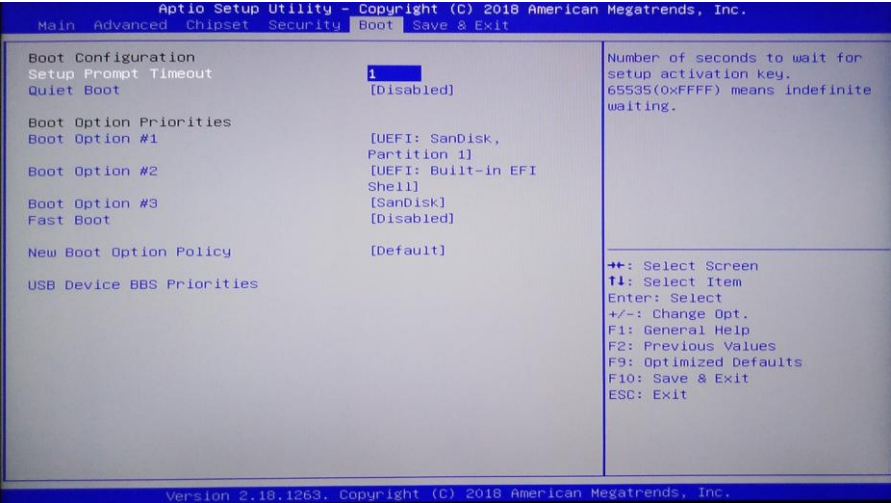 Aptio Setup Utility – Copyright (C) 2018 American Megatrends, Inc.
Main Advanced Chipset Security Boot Save & Exit
Boot Configuration
Setup Prompt Timeout 1
Quiet Boot [Disabled]
Boot Option Priorities
Boot Option #1 [UEFI: SanDisk,
Partition 1]
Boot Option #2 [UEFI: Built-in EFI
Shell]
Boot Option #3 [SanDisk]
Fast Boot [Disabled]
New Boot Option Policy [Default]
USB Device BBS Priorities
Number of seconds to wait for
setup activation key.
65535(0xFFFF) means indefinite
waiting.
→←: Select Screen
↑↓: Select Item
Enter: Select
+/-: Change Opt.
F1: General Help
F2: Previous Values
F9: Optimized Defaults
F10: Save & Exit
ESC: Exit
Version 2.18.1263. Copyright (C) 2018 American Megatrends, Inc.